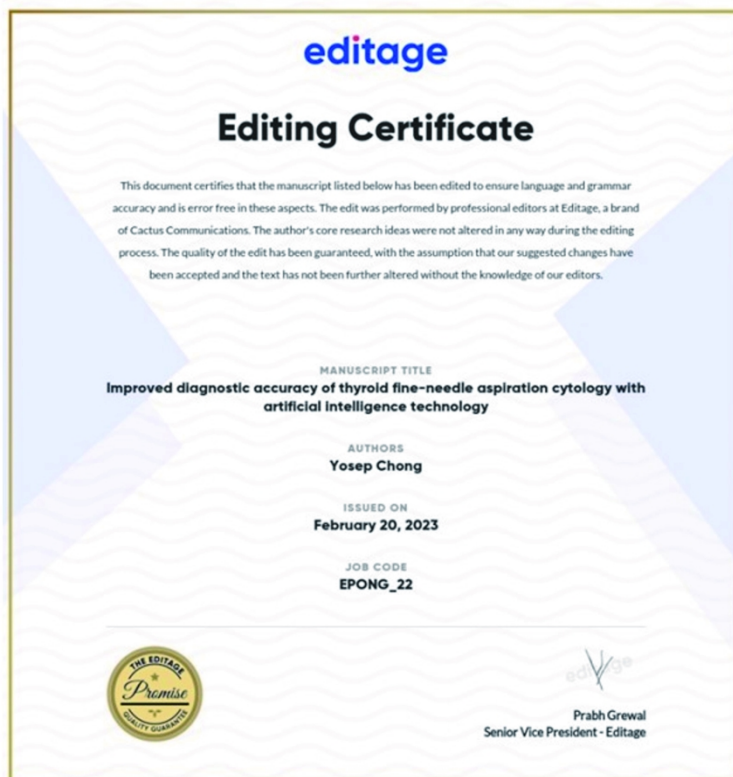 editage
Editing Certificate
This document certifies that the manuscript listed below has been edited to ensure language and grammar
accuracy and is error free in these aspects. The edit was performed by professional editors at Editage, a brand
of Cactus Communications. The author's core research ideas were not altered in any way during the editing
process. The quality of the edit has been guaranteed, with the assumption that our suggested changes have
been accepted and the text has not been further altered without the knowledge of our editors.
MANUSCRIPT TITLE
Improved diagnostic accuracy of thyroid fine-needle aspiration cytology with
artificial intelligence technology
AUTHORS
Yosep Chong
ISSUED ON
February 20, 2023
JOB CODE
EPONG_22
THE EDITAGE
Promise
QUALITY GUARANTEE
editage
Prabh Grewal
Senior Vice President - Editage